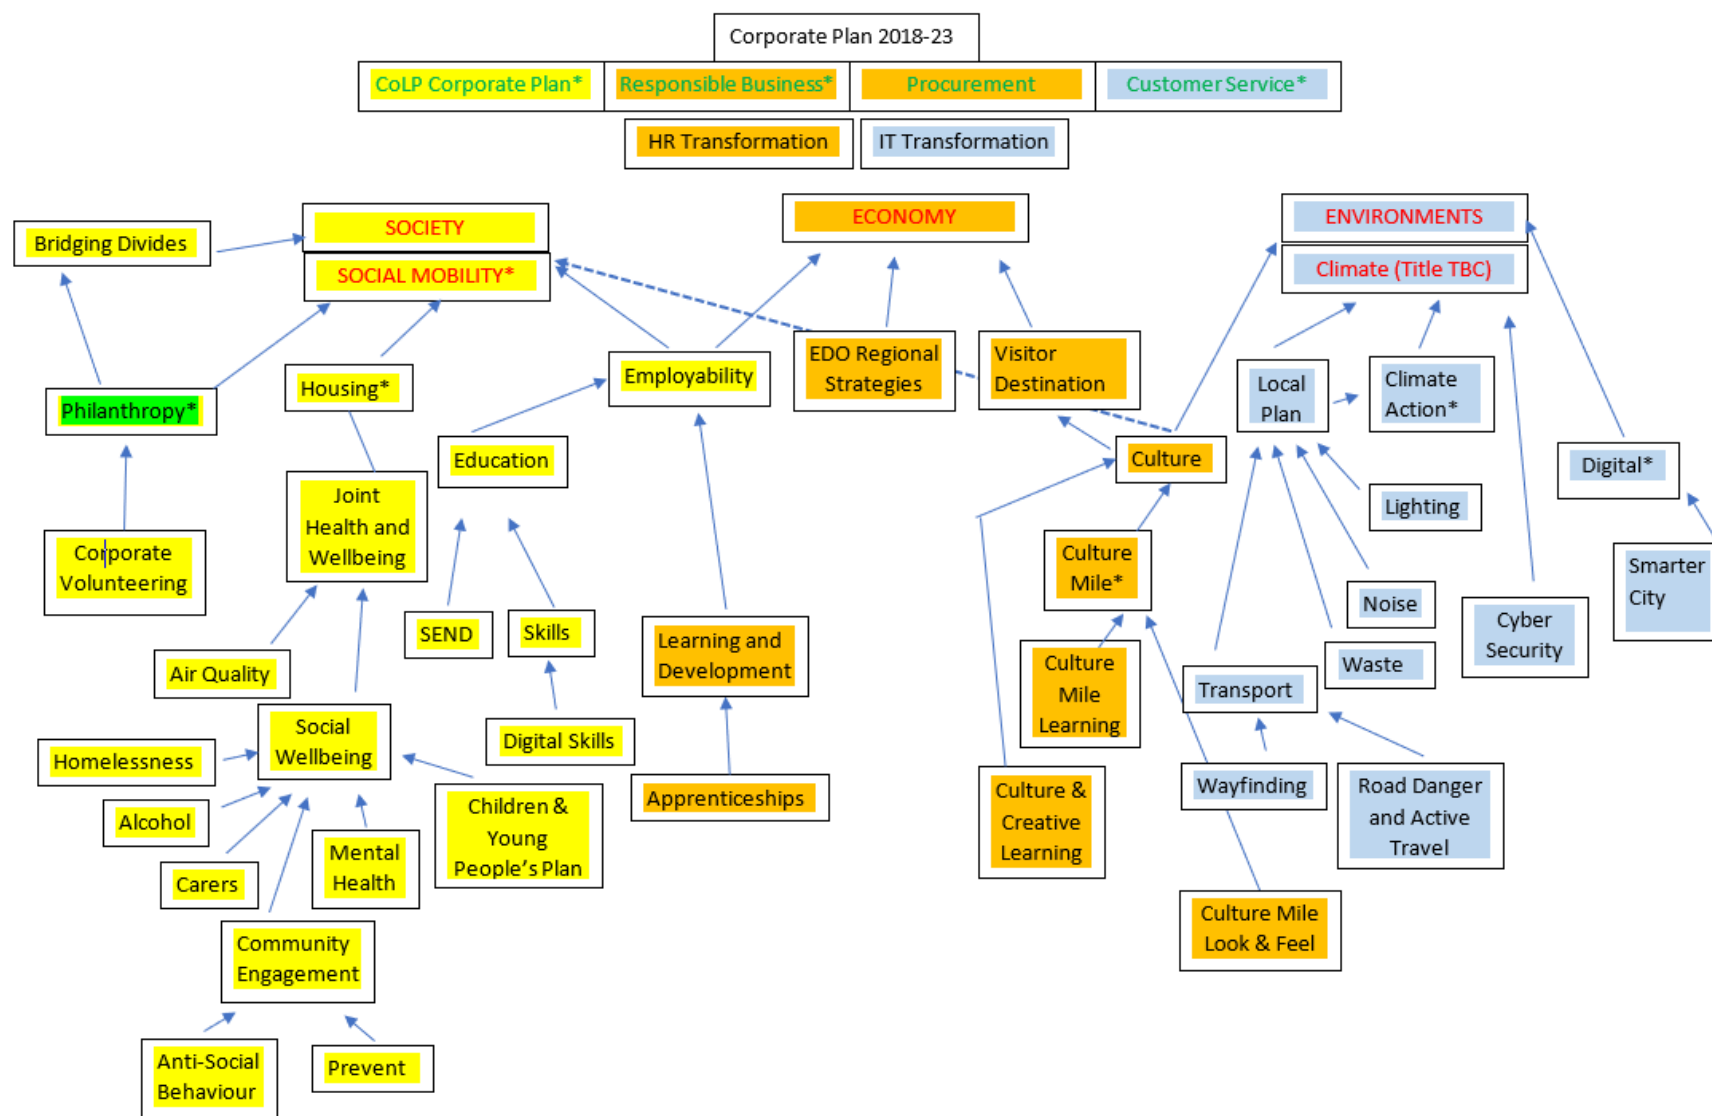 Corporate Plan 2018-23
CoLP Corporate Plan*
Responsible Business*
Procurement
Customer Service*
HR Transformation
IT Transformation
SOCIETY
ECONOMY
ENVIRONMENTS
Bridging Divides
SOCIAL MOBILITY*
Climate (Title TBC)
EDO Regional
Strategies
Visitor
Destination
Employability
Housing*
Local
Plan
Climate
Action*
Philanthropy*
Education
Culture
Digital*
Joint
Health and
Wellbeing
Lighting
Corporate
Volunteering
Culture
Mile*
Smarter
City
Noise
SEND
Skills
Cyber
Security
Learning and
Development
Culture
Mile
Learning
Waste
Air Quality
Transport
Social
Wellbeing
Digital Skills
Homelessness
Apprenticeships
Culture &
Creative
Learning
Wayfinding
Road Danger
and Active
Travel
Children &
Young
People's Plan
Alcohol
Mental
Health
Carers
Culture Mile
Look & Feel
Community
Engagement
Anti-Social
Behaviour
Prevent